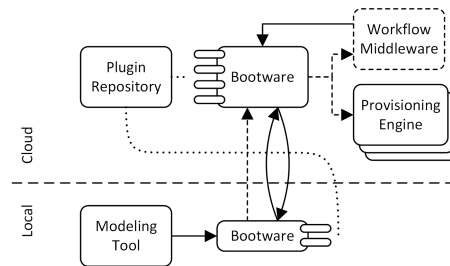 Workflow
Middleware
Plugin
Repository
Bootware
Provisioning
Engine
Cloud
Local
Modeling
Tool
Bootware